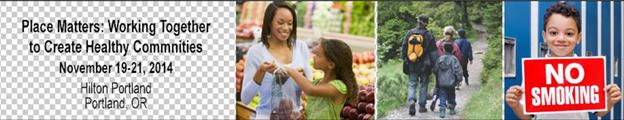 Place Matters: Working Together
to Create Healthy Commnities
November 19-21, 2014
Hilton Portland
Portland, OR
NO
SMOKING